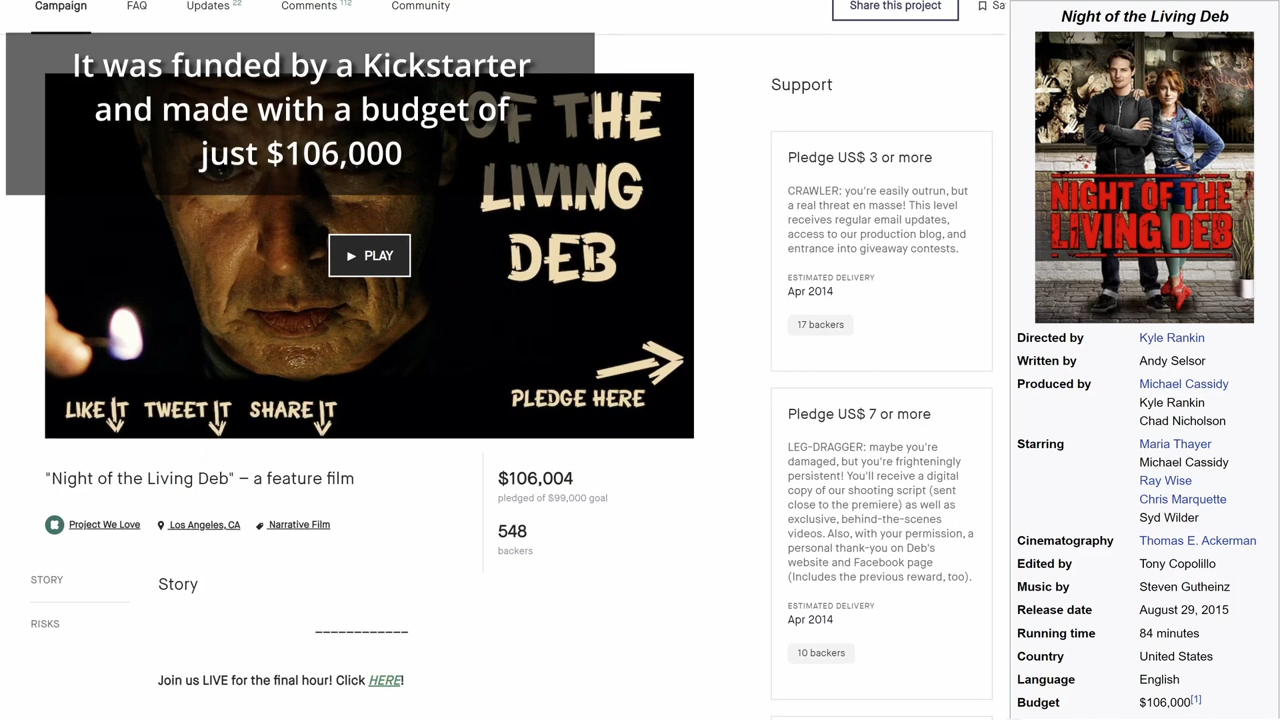 Campaign
FAQ
Updates 22
Comments 112
Community
Share this project
Sa
It was funded by a Kickstarter
and made with a budget of
just $106,000
OF THE
LIVING
DEB
PLAY
PLEDGE HERE
LIKE IT TWEET IT SHARE IT
"Night of the Living Deb" – a feature film
Project We Love
Los Angeles, CA
Narrative Film
$106,004
pledged of $99,000 goal
548
backers
STORY
RISKS
Story
____________
Join us LIVE for the final hour! Click HERE!
Support
Pledge US$ 3 or more
CRAWLER: you're easily outrun, but
a real threat en masse! This level
receives regular email updates,
access to our production blog, and
entrance into giveaway contests.
ESTIMATED DELIVERY
Apr 2014
17 backers
Pledge US$ 7 or more
LEG-DRAGGER: maybe you're
damaged, but you're frighteningly
persistent! You'll receive a digital
copy of our shooting script (sent
close to the premiere) as well as
exclusive, behind-the-scenes
videos. Also, with your permission, a
personal thank-you on Deb's
website and Facebook page
(Includes the previous reward, too).
ESTIMATED DELIVERY
Apr 2014
10 backers
Night of the Living Deb
NIGHT OF THE
LIVING DEB
Directed by Kyle Rankin
Written by Andy Selsor
Produced by Michael Cassidy
Kyle Rankin
Chad Nicholson
Starring Maria Thayer
Michael Cassidy
Ray Wise
Chris Marquette
Syd Wilder
Cinematography Thomas E. Ackerman
Edited by Tony Copolillo
Music by Steven Gutheinz
Release date August 29, 2015
Running time 84 minutes
Country United States
Language English
Budget $106,000[1]